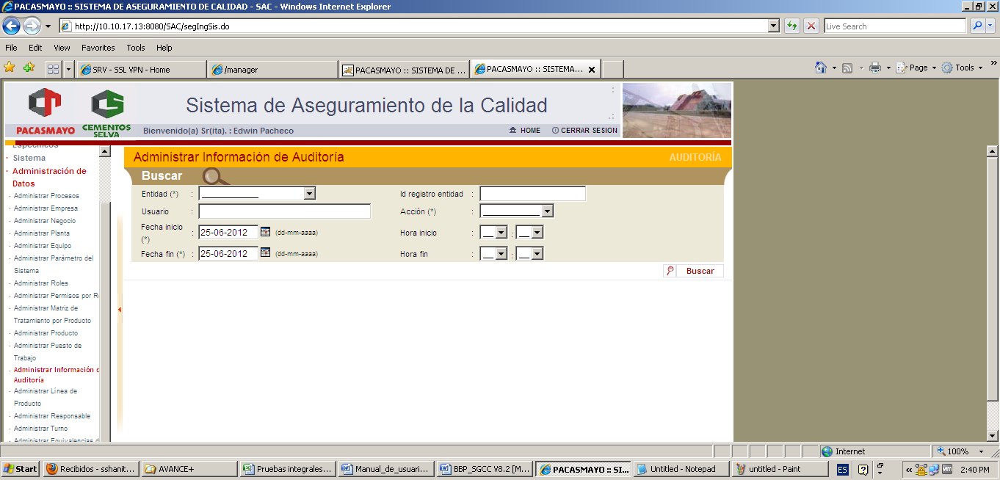 PACASMAYO :: SISTEMA DE ASEGURAMIENTO DE CALIDAD - SAC - Windows Internet Explorer
http://10.10.17.13:8080/SAC/segIngSis.do
Live Search
File Edit View Favorites Tools Help
SRV - SSL VPN - Home
/manager
PACASMAYO :: SISTEMA DE ...
PACASMAYO :: SISTEMA...
Page
Tools
PACASMAYO
CEMENTOS SELVA
Sistema de Aseguramiento de la Calidad
Bienvenido(a) Sr(ita). : Edwin Pacheco
HOME
CERRAR SESION
Específicos
· Sistema
· Administración de
Datos
· Administrar Procesos
· Administrar Empresa
· Administrar Negocio
· Administrar Planta
· Administrar Equipo
· Administrar Parámetro del
Sistema
· Administrar Roles
· Administrar Permisos por R
· Administrar Matriz de
Tratamiento por Producto
· Administrar Producto
· Administrar Puesto de
Trabajo
· Administrar Información d
Auditoría
· Administrar Línea de
Producto
· Administrar Responsable
· Administrar Turno
· Administrar Equivalencias d
Administrar Información de Auditoría
AUDITORÍA
Buscar
Entidad (*) :
Id registro entidad :
Usuario :
Acción (*) :
Fecha inicio
(*) : 25-06-2012 (dd-mm-aaaa)
Hora inicio : __ : __
Fecha fin (*) : 25-06-2012 (dd-mm-aaaa)
Hora fin : __ : __
Buscar
Internet
100%
Start
Recibidos - sshanit...
AVANCE+
Pruebas integrales...
Manual_de_usuari...
BBP_SGCC V8.2 [M...
PACASMAYO :: SI...
Untitled - Notepad
untitled - Paint
ES
2:40 PM